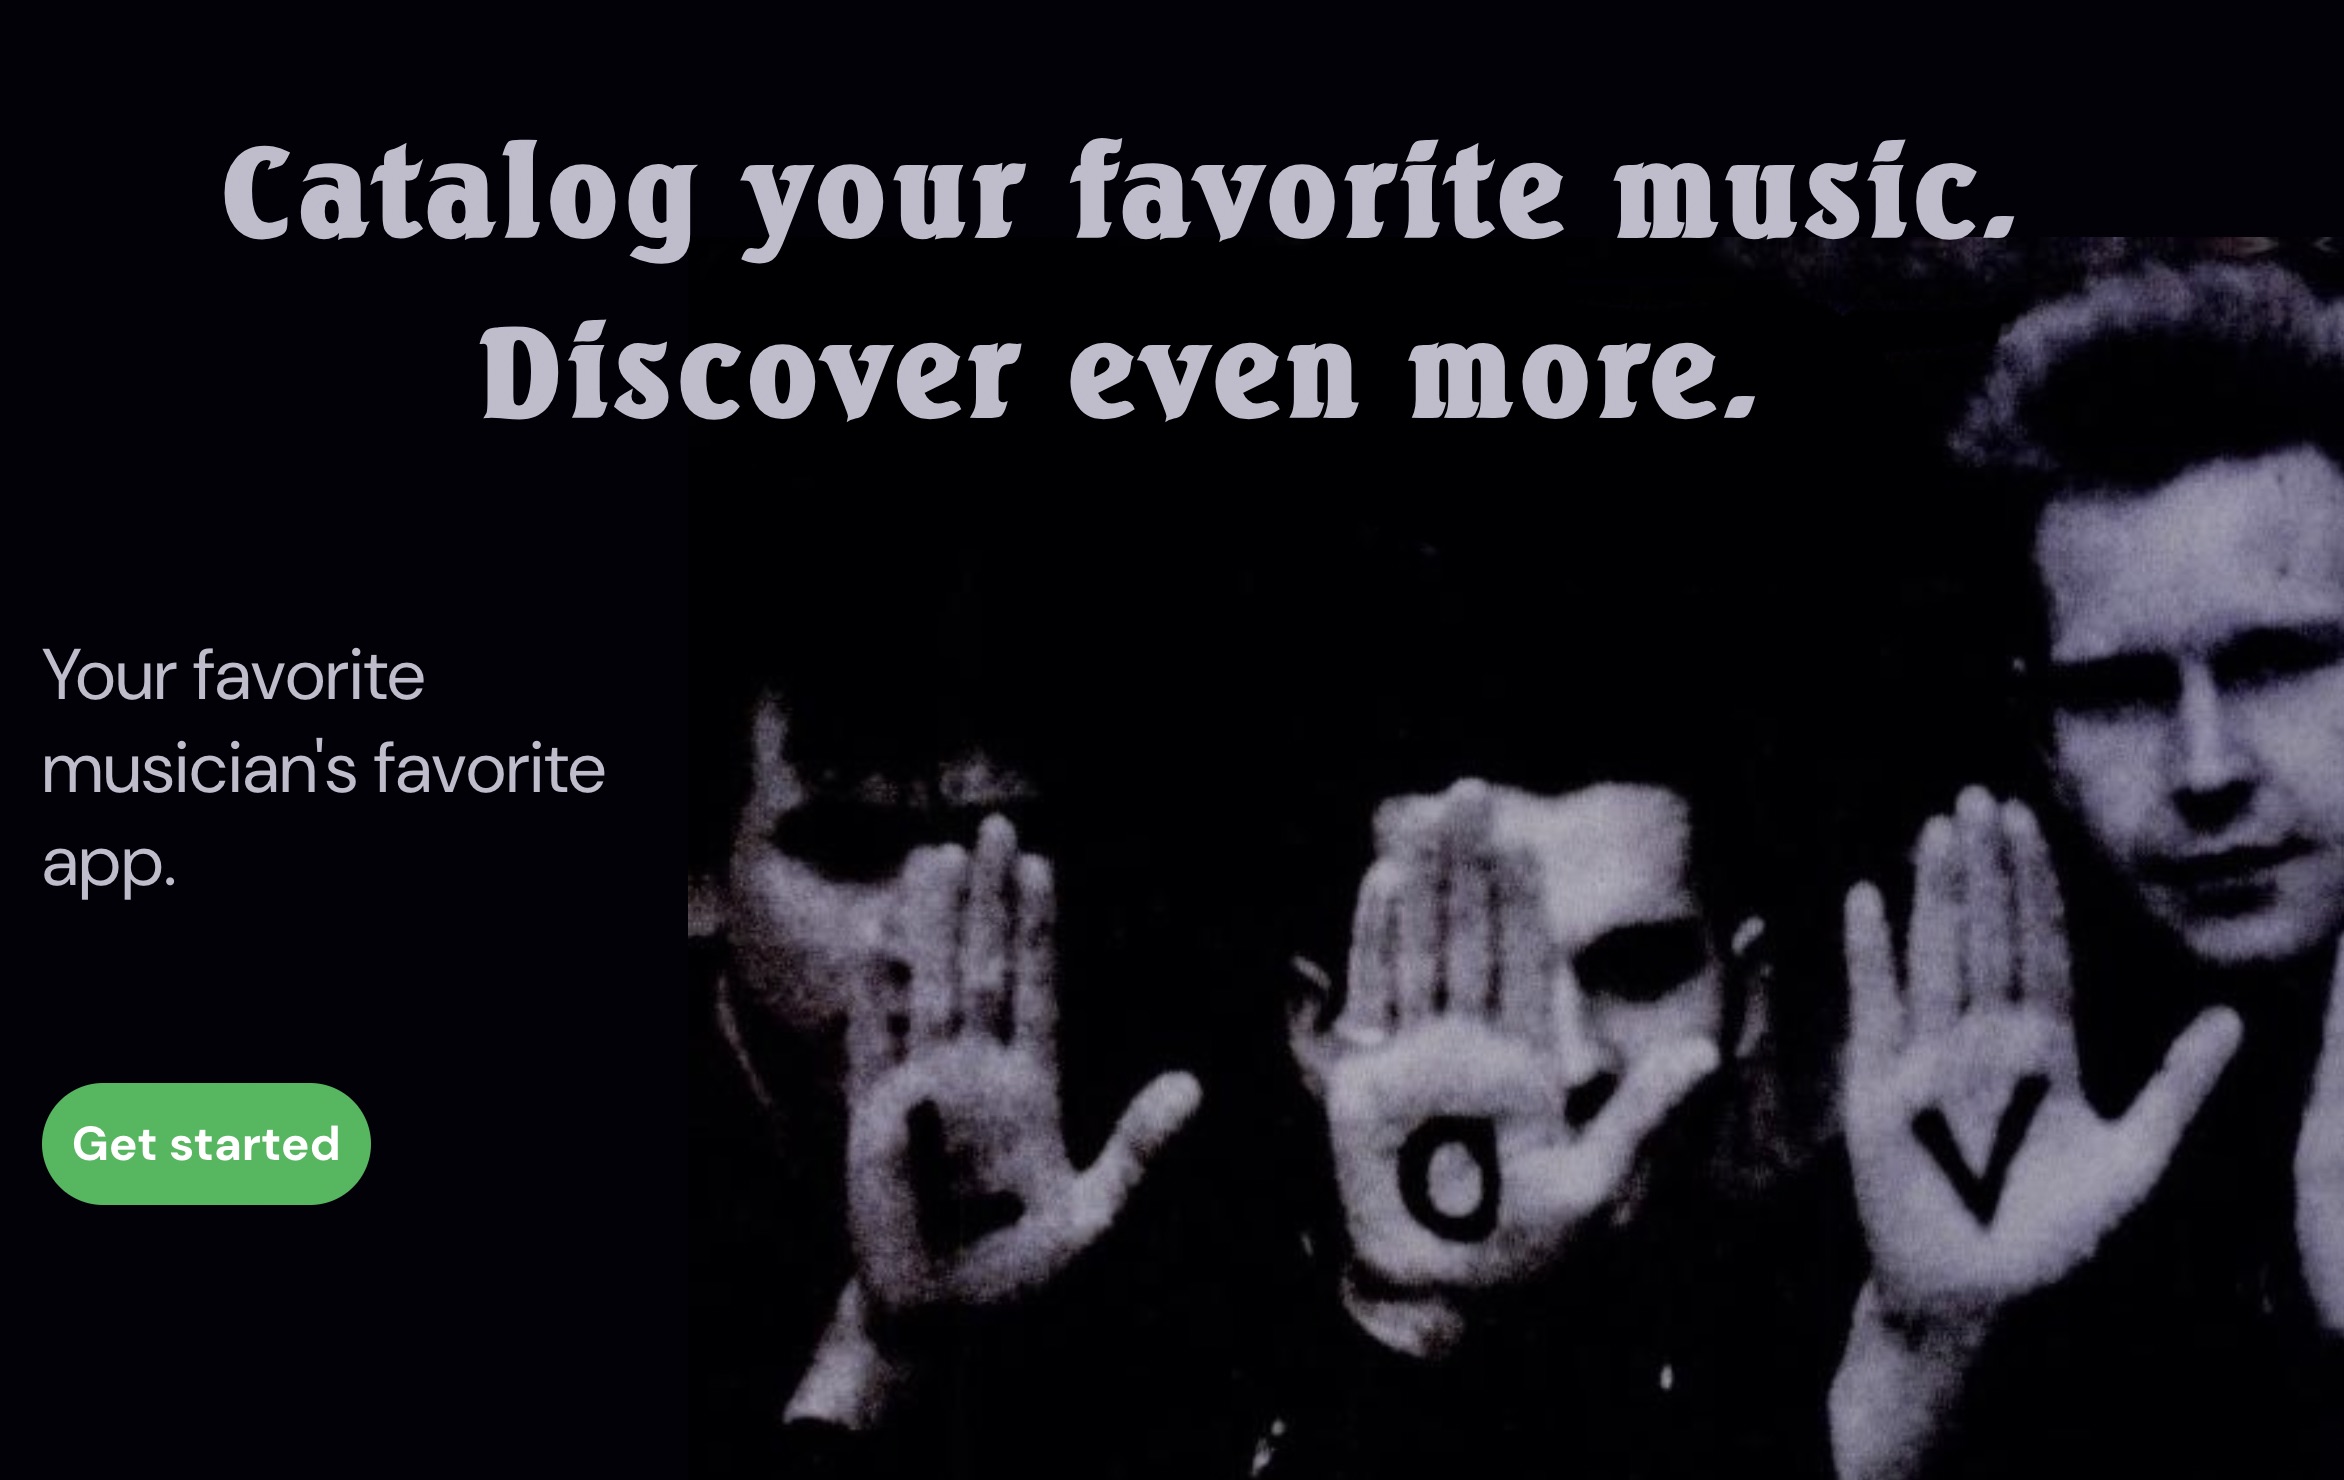 Catalog your favorite music.
Discover even more.
Your favorite
musician's favorite
app.
Get started
L O V